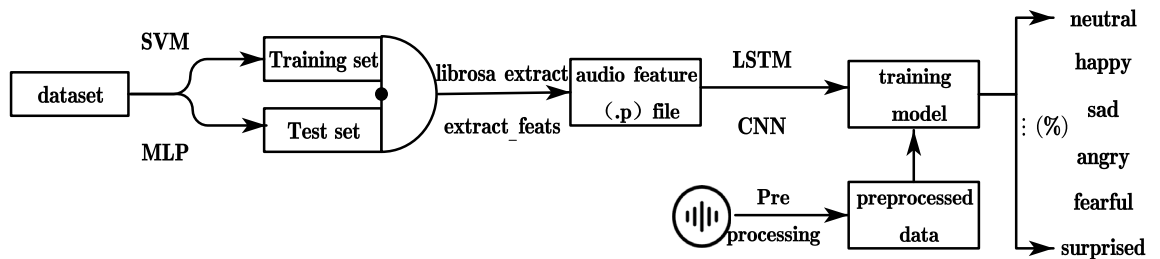 SVM
MLP
dataset
Training set
Test set
librosa extract
extract_feats
audio feature
(.p) file
LSTM
CNN
training
model
Pre
processing
preprocessed
data
⋮ (%)
neutral
happy
sad
angry
fearful
surprised